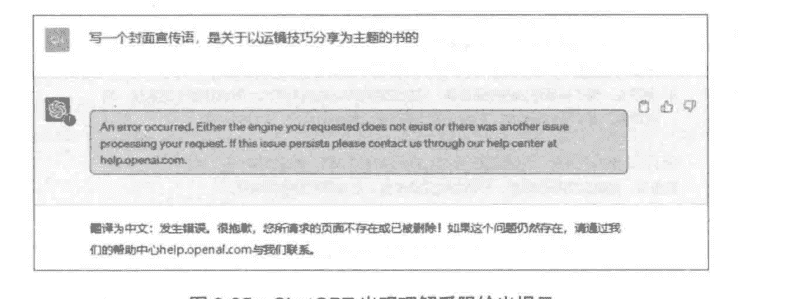 写一个封面宣传语，是关于以运镜技巧分享为主题的书的
An error occurred. Either the engine you requested does not exist or there was another issue
processing your request. If this issue persists please contact us through our help center at
help.openai.com.
翻译为中文：发生错误。很抱歉，您所请求的页面不存在或已被删除！如果这个问题仍然存在，请通过我
们的帮助中心help.openal.com与我们联系。